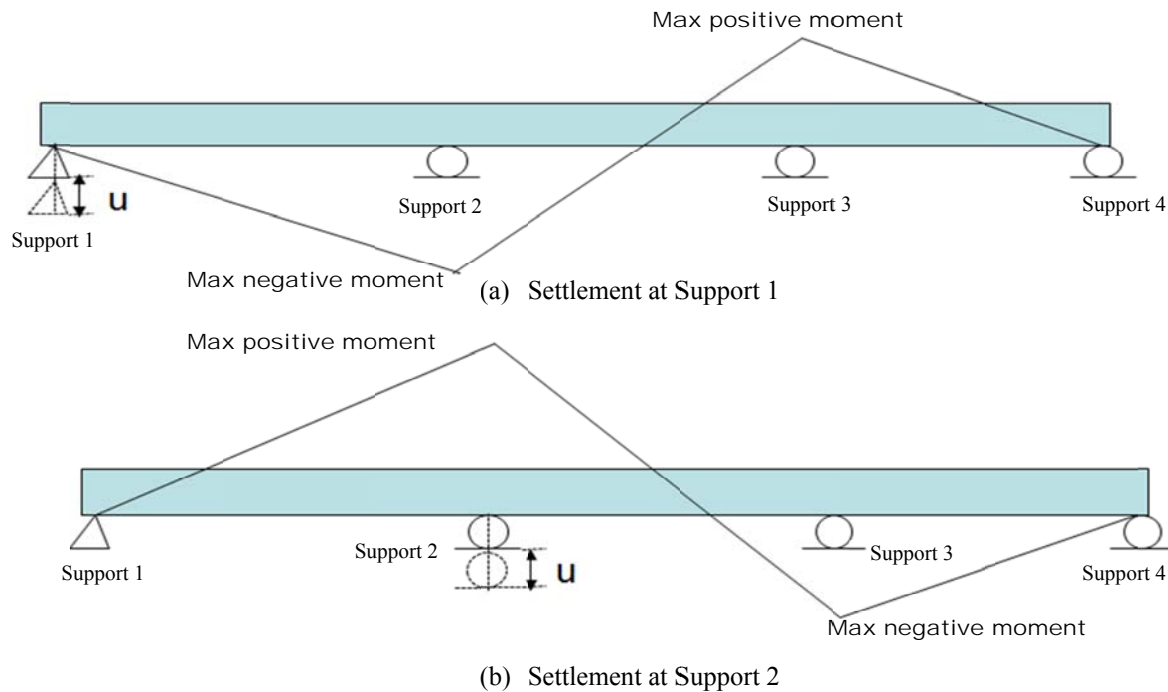 Max positive moment
u
Support 1
Support 2
Support 3
Support 4
Max negative moment
(a) Settlement at Support 1
Max positive moment
Support 1
Support 2
u
Support 3
Support 4
Max negative moment
(b) Settlement at Support 2